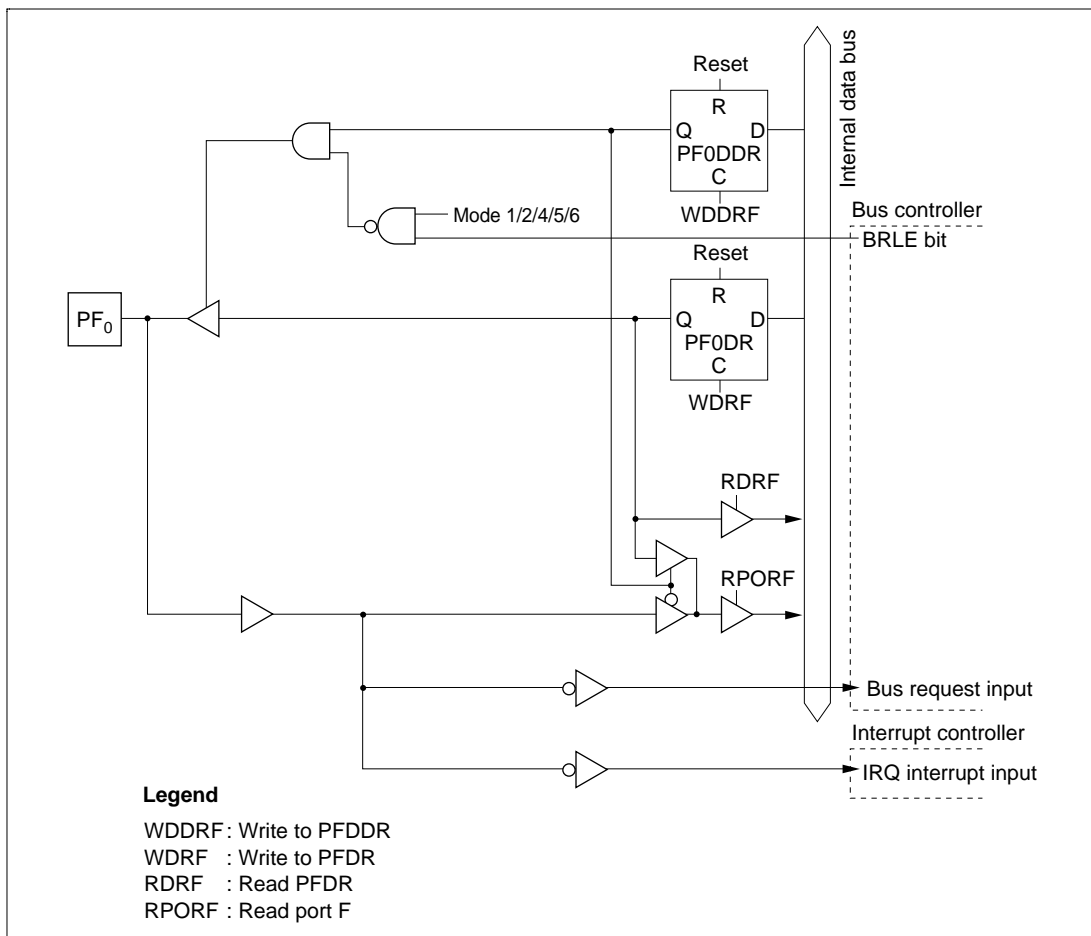 Reset
R
Internal data bus
Q D
PF0DDR
C
WDDRF
Mode 1/2/4/5/6
Bus controller
BRLE bit
Reset
R
PF0
Q D
PF0DR
C
WDRF
RDRF
RPORF
Bus request input
Interrupt controller
IRQ interrupt input
Legend
WDDRF : Write to PFDDR
WDRF : Write to PFDR
RDRF : Read PFDR
RPORF : Read port F